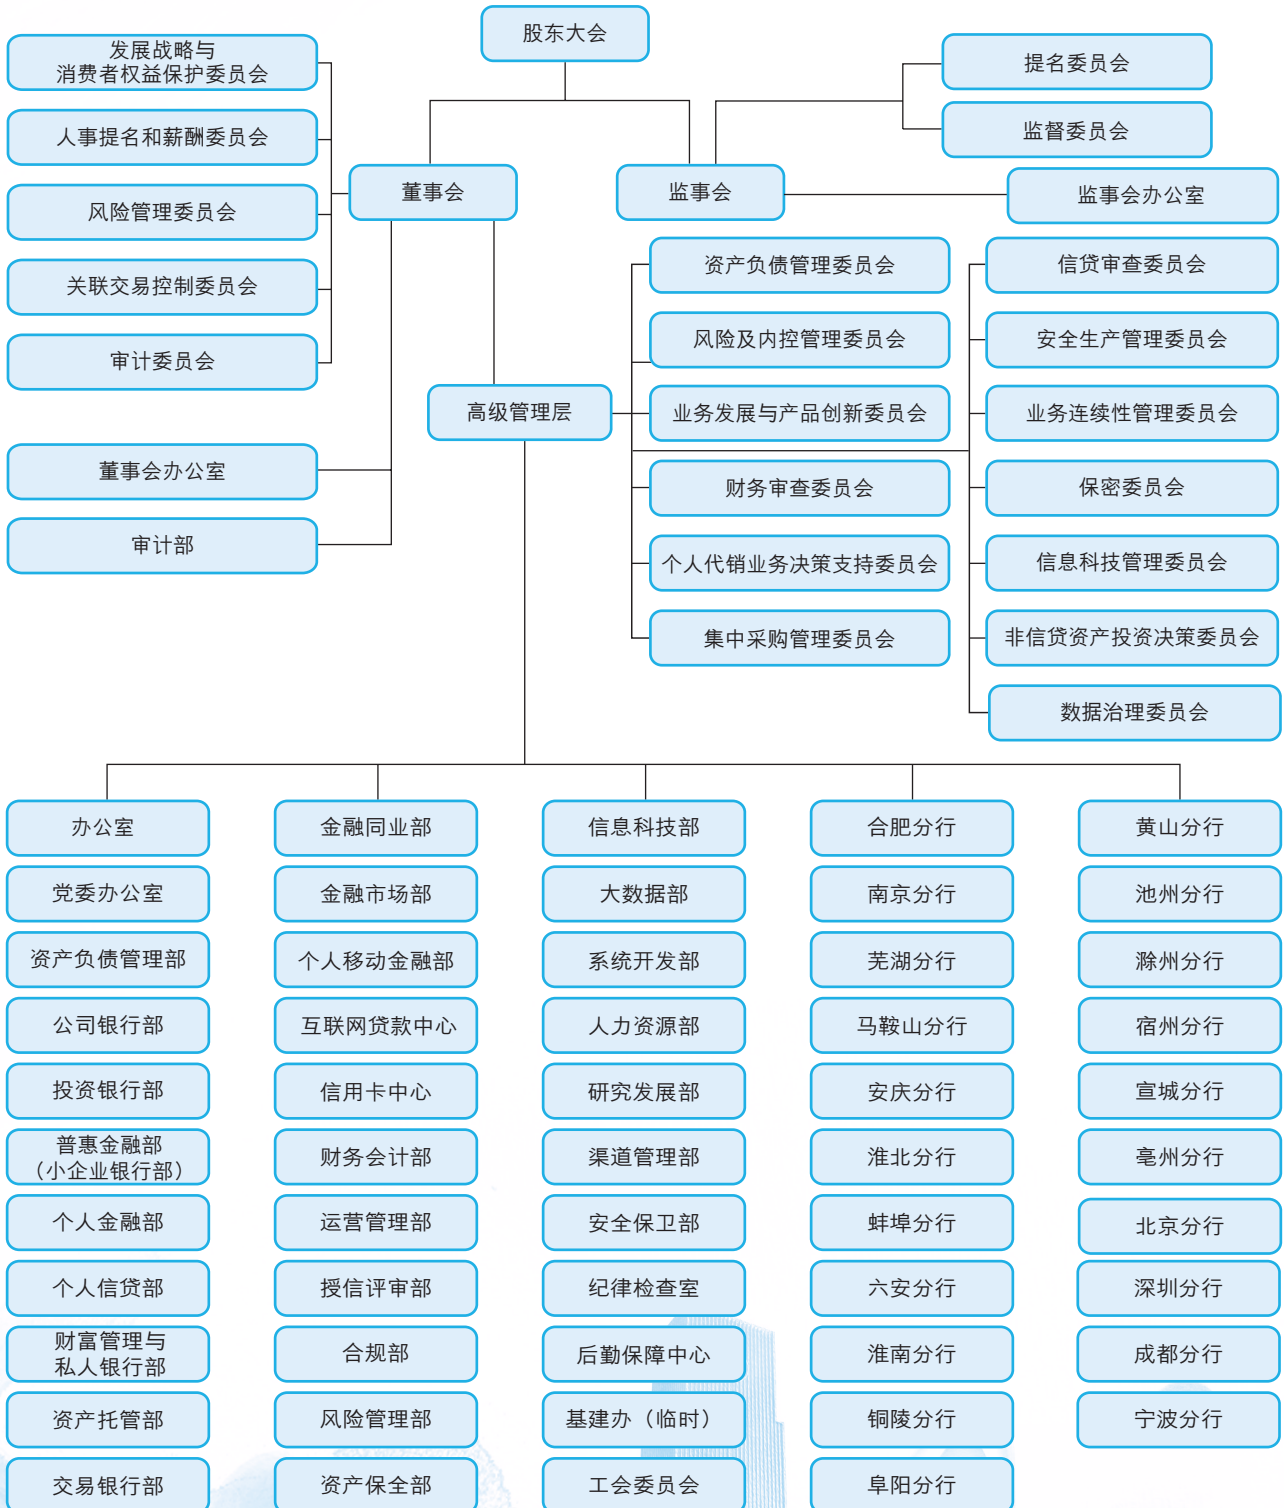 股东大会
发展战略与
消费者权益保护委员会
人事提名和薪酬委员会
风险管理委员会
关联交易控制委员会
审计委员会
董事会
监事会
提名委员会
监督委员会
监事会办公室
董事会办公室
审计部
高级管理层
资产负债管理委员会
风险及内控管理委员会
业务发展与产品创新委员会
财务审查委员会
个人代销业务决策支持委员会
集中采购管理委员会
信贷审查委员会
安全生产管理委员会
业务连续性管理委员会
保密委员会
信息科技管理委员会
非信贷资产投资决策委员会
数据治理委员会
办公室
党委办公室
资产负债管理部
公司银行部
投资银行部
普惠金融部
（小企业银行部）
个人金融部
个人信贷部
财富管理与
私人银行部
资产托管部
交易银行部
金融同业部
金融市场部
个人移动金融部
互联网贷款中心
信用卡中心
财务会计部
运营管理部
授信评审部
合规部
风险管理部
资产保全部
信息科技部
大数据部
系统开发部
人力资源部
研究发展部
渠道管理部
安全保卫部
纪律检查室
后勤保障中心
基建办（临时）
工会委员会
合肥分行
南京分行
芜湖分行
马鞍山分行
安庆分行
淮北分行
蚌埠分行
六安分行
淮南分行
铜陵分行
阜阳分行
黄山分行
池州分行
滁州分行
宿州分行
宣城分行
亳州分行
北京分行
深圳分行
成都分行
宁波分行